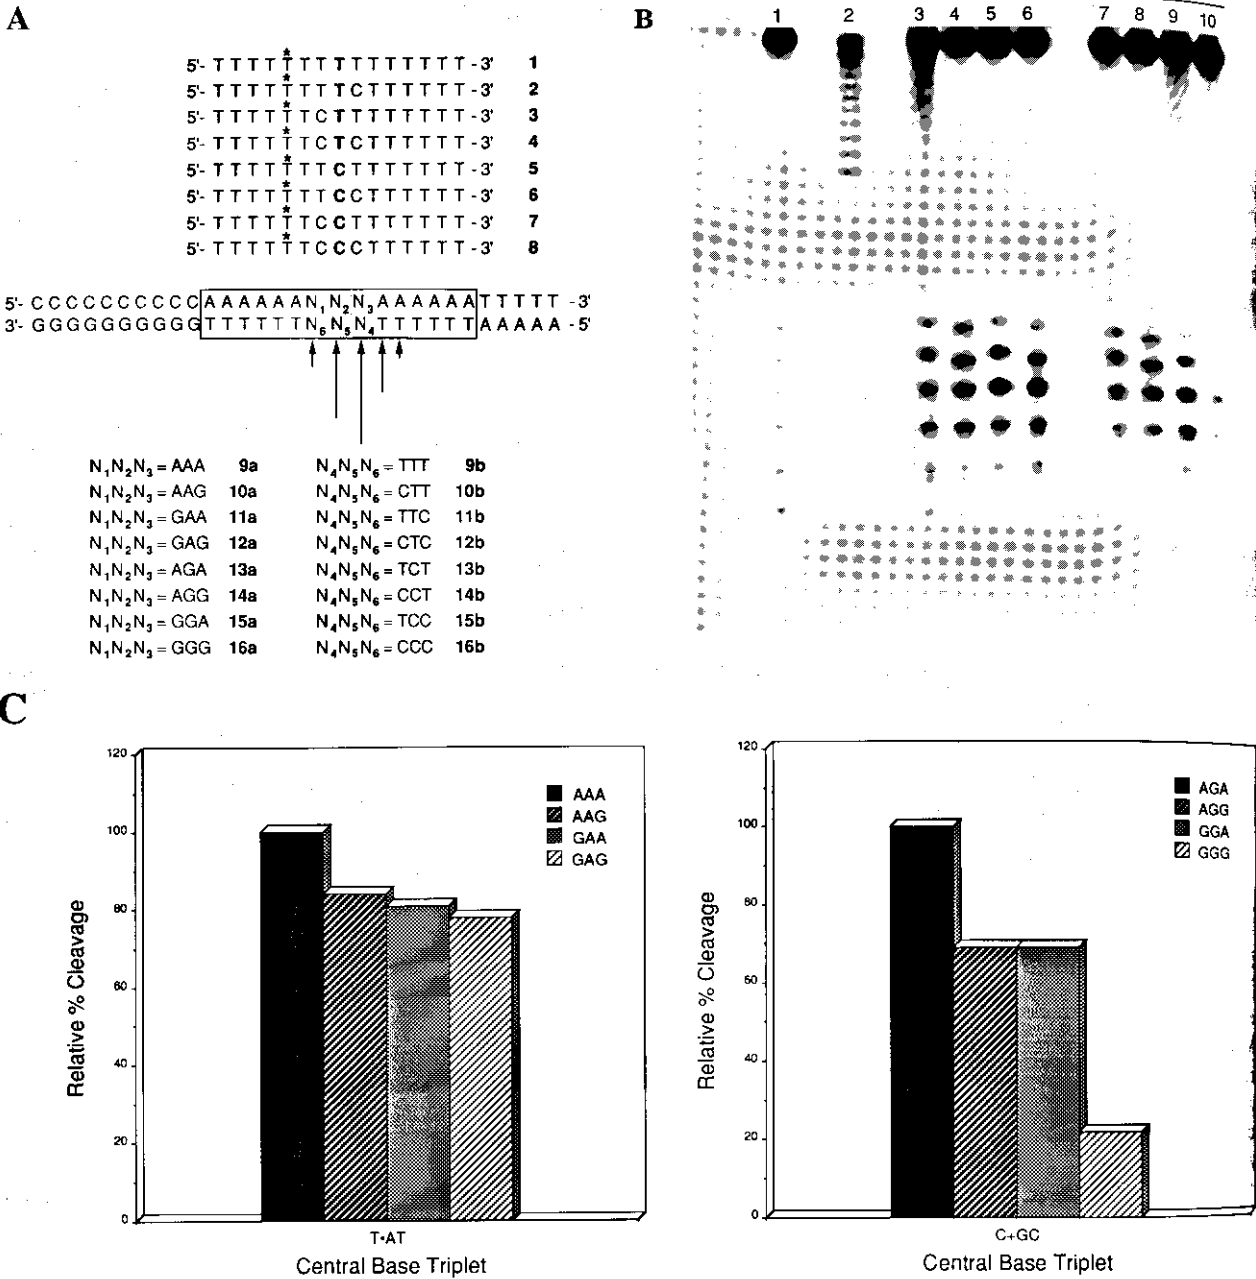 A
B
5'- T T T T T* T T T T T T T T -3' 1
5'- T T T T T* T T T C T T T T T T -3' 2
5'- T T T T T* T C T T T T T T T -3' 3
5'- T T T T T* T C T C T T T T T T -3' 4
5'- T T T T T* T T C T T T T T T -3' 5
5'- T T T T T* T T C C T T T T T T -3' 6
5'- T T T T T* T C C T T T T T T -3' 7
5'- T T T T T* T C C C T T T T T T -3' 8
5'- C C C C C C C C C C A A A A A A N1 N2 N3 A A A A A A T T T T T -3'
3'- G G G G G G G G G G T T T T T T N6 N5 N4 T T T T T T A A A A A -5'
N1N2N3 = AAA 9a N4N5N6 = TTT 9b
N1N2N3 = AAG 10a N4N5N6 = CTT 10b
N1N2N3 = GAA 11a N4N5N6 = TTC 11b
N1N2N3 = GAG 12a N4N5N6 = CTC 12b
N1N2N3 = AGA 13a N4N5N6 = TCT 13b
N1N2N3 = AGG 14a N4N5N6 = CCT 14b
N1N2N3 = GGA 15a N4N5N6 = TCC 15b
N1N2N3 = GGG 16a N4N5N6 = CCC 16b
1 2 3 4 5 6 7 8 9 10
C
120
100
80
60
40
20
0
Relative % Cleavage
AAA
AAG
GAA
GAG
T•AT
Central Base Triplet
120
100
80
60
40
20
0
Relative % Cleavage
AGA
AGG
GGA
GGG
C+GC
Central Base Triplet